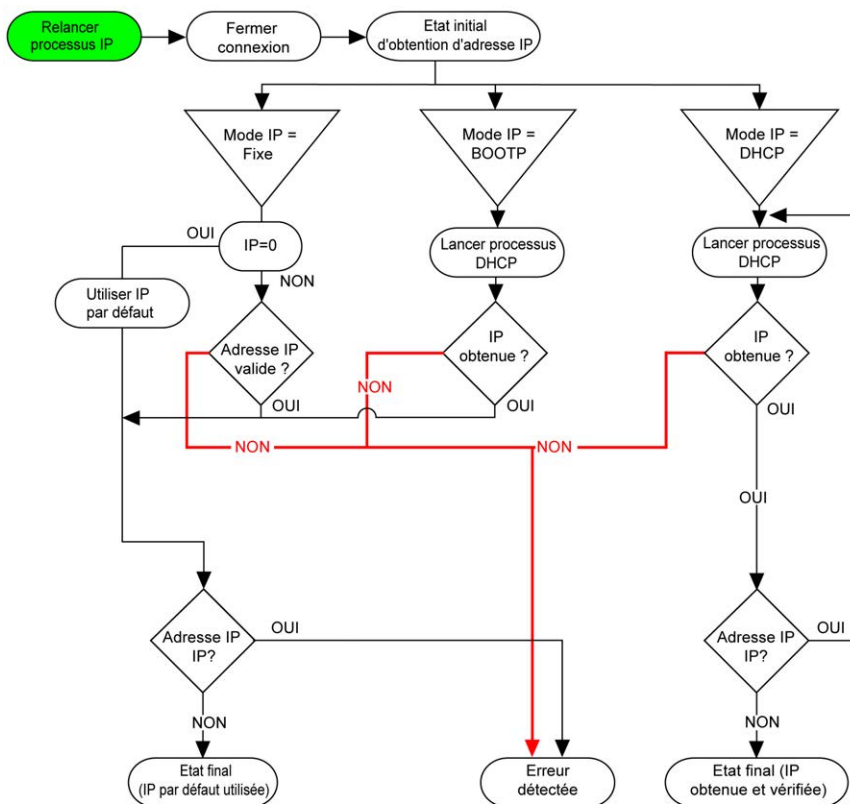 Relancer
processus IP
Fermer
connexion
Etat initial
d'obtention d'adresse IP
Mode IP =
Fixe
Mode IP =
BOOTP
Mode IP =
DHCP
OUI
IP=0
NON
Lancer processus
DHCP
Lancer processus
DHCP
Utiliser IP
par défaut
Adresse IP
valide ?
IP
obtenue ?
IP
obtenue ?
NON
OUI
OUI
OUI
NON
NON
OUI
Adresse IP
IP?
OUI
Adresse IP
IP?
OUI
NON
NON
Etat final
(IP par défaut utilisée)
Erreur
détectée
Etat final (IP
obtenue et vérifiée)